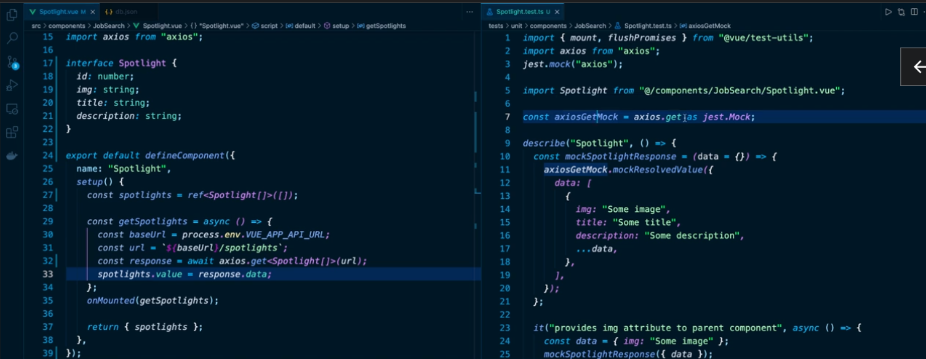 Spotlight.vue M
{} db.json
src > components > JobSearch > Spotlight.vue > {} "Spotlight.vue" > script > default > setup > getSpotlights
15 import axios from "axios";
16
17 interface Spotlight {
18 id: number;
19 img: string;
20 title: string;
21 description: string;
22 }
23
24 export default defineComponent({
25 name: "Spotlight",
26 setup() {
27 const spotlights = ref<Spotlight[]>([]);
28
29 const getSpotlights = async () => {
30 const baseUrl = process.env.VUE_APP_API_URL;
31 const url = `${baseUrl}/spotlights`;
32 const response = await axios.get<Spotlight[]>(url);
33 spotlights.value = response.data;
34 };
35 onMounted(getSpotlights);
36
37 return { spotlights };
38 },
39 });
Spotlight.test.ts U
tests > unit > components > JobSearch > Spotlight.test.ts > axiosGetMock
1 import { mount, flushPromises } from "@vue/test-utils";
2 import axios from "axios";
3 jest.mock("axios");
4
5 import Spotlight from "@/components/JobSearch/Spotlight.vue";
6
7 const axiosGetMock = axios.get as jest.Mock;
8
9 describe("Spotlight", () => {
10 const mockSpotlightResponse = (data = {}) => {
11 axiosGetMock.mockResolvedValue({
12 data: [
13 {
14 img: "Some image",
15 title: "Some title",
16 description: "Some description",
17 ...data,
18 },
19 ],
20 });
21 };
22
23 it("provides img attribute to parent component", async () => {
24 const data = { img: "Some image" };
25 mockSpotlightResponse({ data });